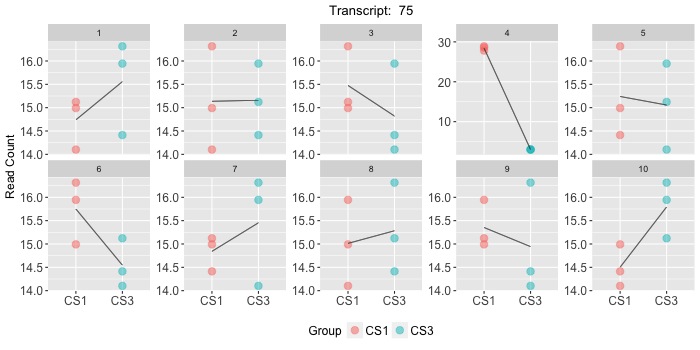 Transcript: 75
1 2 3 4 5
16.0 16.0 16.0 30 16.0
15.5 15.5 15.5 20 15.5
15.0 15.0 15.0 15.0
14.5 14.5 14.5 10 14.5
14.0 14.0 14.0 14.0
Read Count
6 7 8 9 10
16.0 16.0 16.0 16.0 16.0
15.5 15.5 15.5 15.5 15.5
15.0 15.0 15.0 15.0 15.0
14.5 14.5 14.5 14.5 14.5
14.0 14.0 14.0 14.0 14.0
CS1 CS3 CS1 CS3 CS1 CS3 CS1 CS3 CS1 CS3
Group CS1 CS3